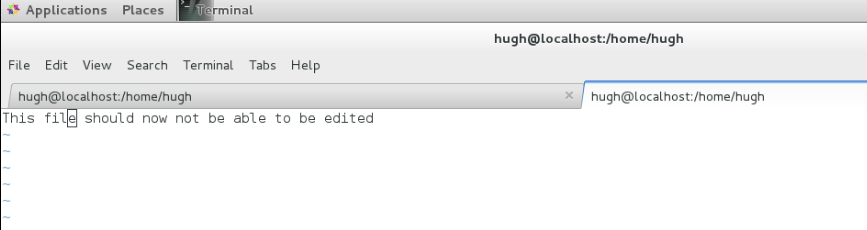 Applications Places Terminal
hugh@localhost:/home/hugh
File Edit View Search Terminal Tabs Help
hugh@localhost:/home/hugh × hugh@localhost:/home/hugh
This file should now not be able to be edited
~
~
~
~
~
~